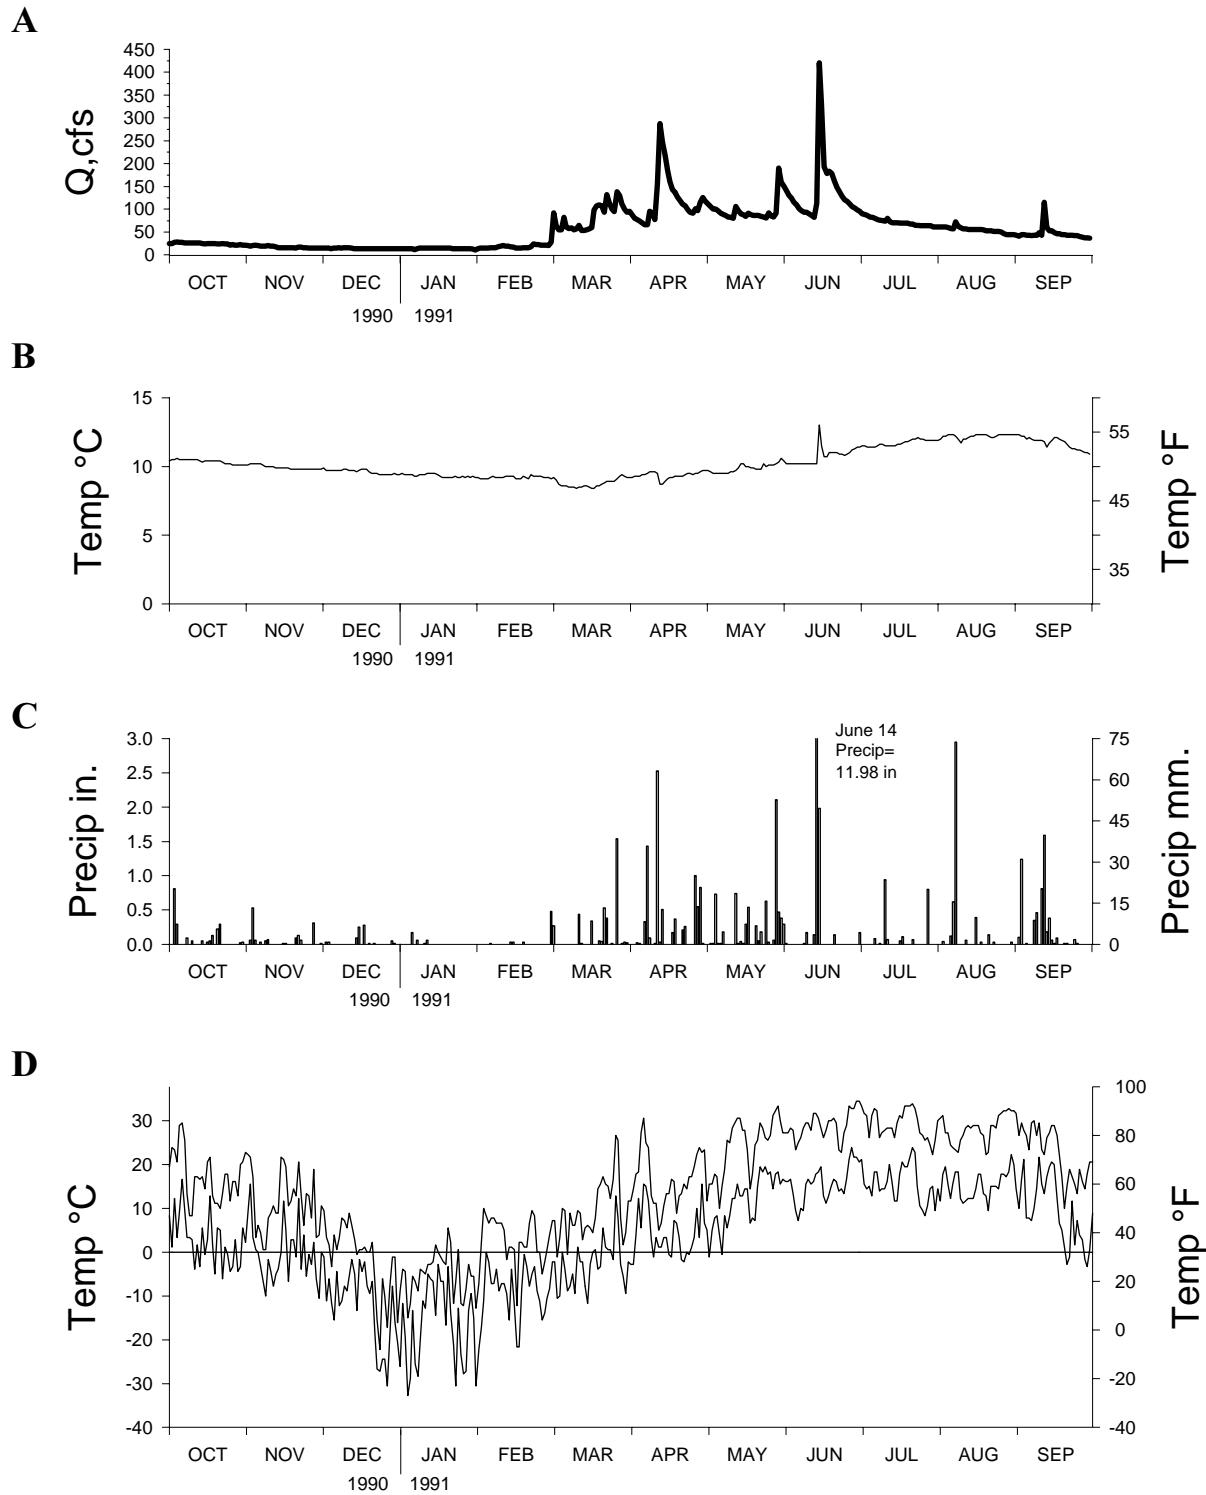 A
450
400
350
300
250
200
150
100
50
0
Q,cfs
OCT NOV DEC JAN FEB MAR APR MAY JUN JUL AUG SEP
1990 1991
B
15
10
5
0
Temp °C
55
45
35
Temp °F
OCT NOV DEC JAN FEB MAR APR MAY JUN JUL AUG SEP
1990 1991
C
3.0
2.5
2.0
1.5
1.0
0.5
0.0
Precip in.
June 14
Precip=
11.98 in
75
60
45
30
15
0
Precip mm.
OCT NOV DEC JAN FEB MAR APR MAY JUN JUL AUG SEP
1990 1991
D
30
20
10
0
-10
-20
-30
-40
Temp °C
100
80
60
40
20
0
-20
-40
Temp °F
OCT NOV DEC JAN FEB MAR APR MAY JUN JUL AUG SEP
1990 1991